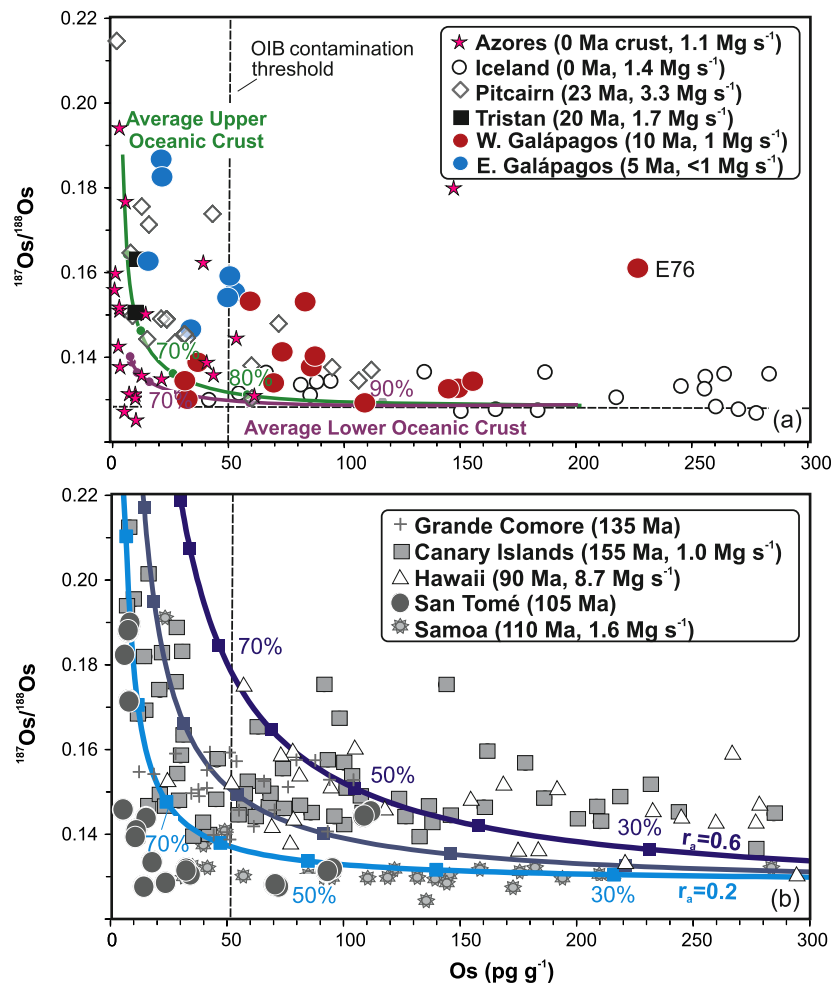 0.22
0.20
0.18
0.16
0.14
¹⁸⁷Os/¹⁸⁸Os
OIB contamination
threshold
Average Upper
Oceanic Crust
Azores (0 Ma crust, 1.1 Mg s⁻¹)
Iceland (0 Ma, 1.4 Mg s⁻¹)
Pitcairn (23 Ma, 3.3 Mg s⁻¹)
Tristan (20 Ma, 1.7 Mg s⁻¹)
W. Galápagos (10 Ma, 1 Mg s⁻¹)
E. Galápagos (5 Ma, <1 Mg s⁻¹)
E76
70%
80%
90%
70%
Average Lower Oceanic Crust
(a)
0 50 100 150 200 250 300
0.22
0.20
0.18
0.16
0.14
¹⁸⁷Os/¹⁸⁸Os
Grande Comore (135 Ma)
Canary Islands (155 Ma, 1.0 Mg s⁻¹)
Hawaii (90 Ma, 8.7 Mg s⁻¹)
San Tomé (105 Ma)
Samoa (110 Ma, 1.6 Mg s⁻¹)
70%
50%
30%
rₐ=0.6
70%
50%
30%
rₐ=0.2
(b)
0 50 100 150 200 250 300
Os (pg g⁻¹)